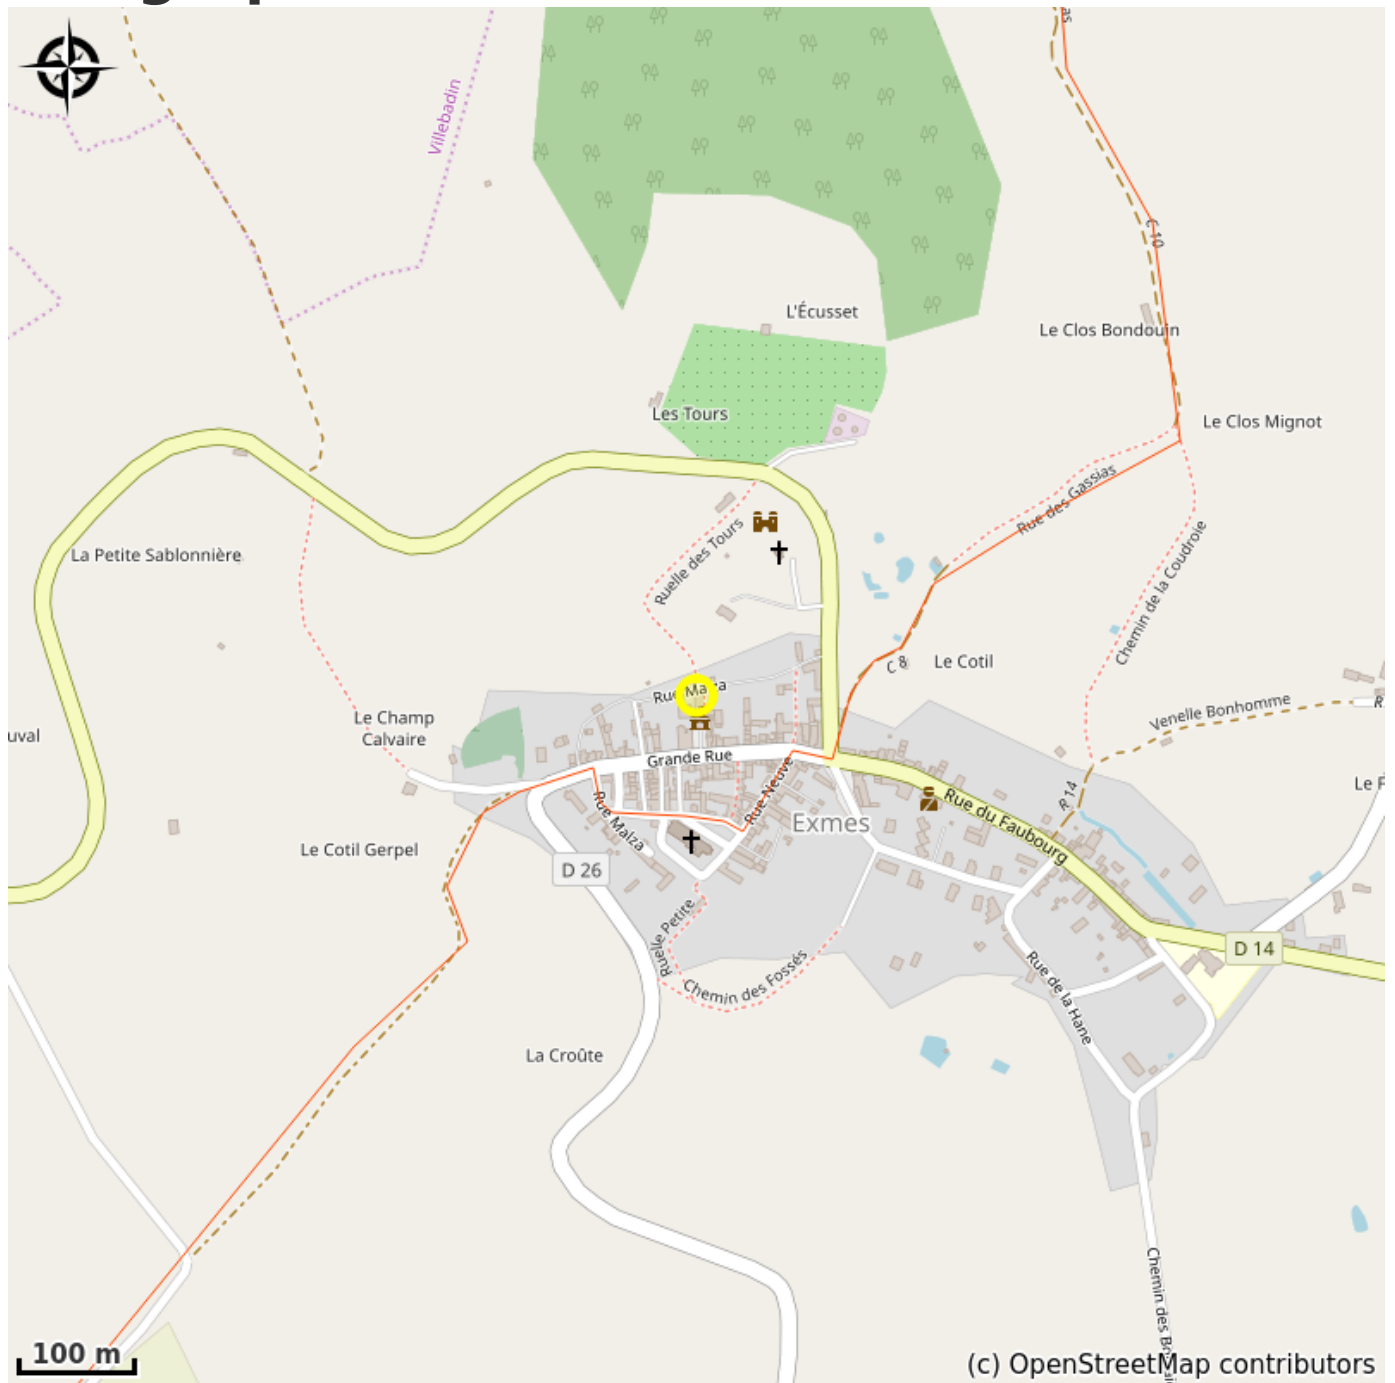 Villebadin
L'Écusset
C 10
Le Clos Bondouin
Les Tours
Le Clos Mignot
Rue des Gassias
Ruelle des Tours
La Petite Sablonnière
Chemin de la Coudroie
C 8
Le Cotil
Rue Malza
Venelle Bonhomme
Le Champ
Calvaire
uval
Grande Rue
Rue Neuve
Rue Malza
Exmes
Rue du Faubourg
R 14
Le Cotil Gerpel
D 26
D 14
Ruelle Petite
Chemin des Fossés
Rue de la Hane
La Croûte
100 m
(c) OpenStreetMap contributors